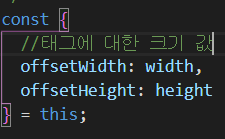 const {
//태그에 대한 크기 값
offsetWidth: width,
offsetHeight: height
} = this;